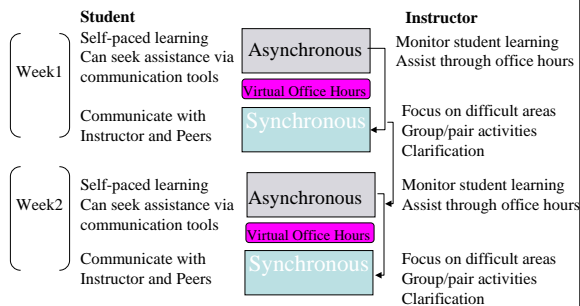 Student
Instructor
Week1
Self-paced learning
Can seek assistance via
communication tools
Asynchronous
Monitor student learning
Assist through office hours
Virtual Office Hours
Communicate with
Instructor and Peers
Synchronous
Focus on difficult areas
Group/pair activities
Clarification
Week2
Self-paced learning
Can seek assistance via
communication tools
Asynchronous
Monitor student learning
Assist through office hours
Virtual Office Hours
Communicate with
Instructor and Peers
Synchronous
Focus on difficult areas
Group/pair activities
Clarification